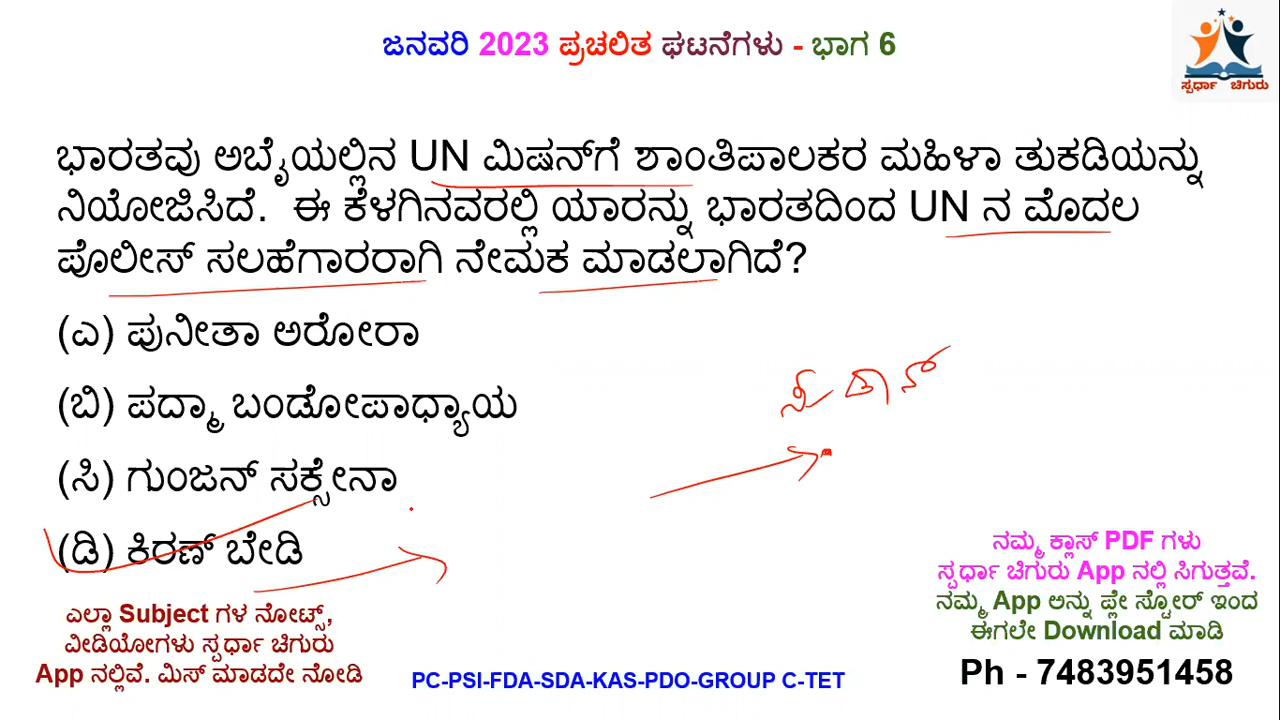 ಜನವರಿ 2023 ಪ್ರಚಲಿತ ಘಟನೆಗಳು - ಭಾಗ 6
ಸ್ಪರ್ಧಾ ಚಿಗುರು
ಭಾರತವು ಅಬೈಯಲ್ಲಿನ UN ಮಿಷನ್‌ಗೆ ಶಾಂತಿಪಾಲಕರ ಮಹಿಳಾ ತುಕಡಿಯನ್ನು
ನಿಯೋಜಿಸಿದೆ. ಈ ಕೆಳಗಿನವರಲ್ಲಿ ಯಾರನ್ನು ಭಾರತದಿಂದ UN ನ ಮೊದಲ
ಪೊಲೀಸ್ ಸಲಹೆಗಾರರಾಗಿ ನೇಮಕ ಮಾಡಲಾಗಿದೆ?
(ಎ) ಪುನೀತಾ ಅರೋರಾ
(ಬಿ) ಪದ್ಮಾ ಬಂಡೋಪಾಧ್ಯಾಯ
(ಸಿ) ಗುಂಜನ್ ಸಕ್ಸೇನಾ
(ಡಿ) ಕಿರಣ್ ಬೇಡಿ
ಎಲ್ಲಾ Subject ಗಳ ನೋಟ್ಸ್,
ವೀಡಿಯೋಗಳು ಸ್ಪರ್ಧಾ ಚಿಗುರು
App ನಲ್ಲಿವೆ. ಮಿಸ್ ಮಾಡದೇ ನೋಡಿ
PC-PSI-FDA-SDA-KAS-PDO-GROUP C-TET
ನಮ್ಮ ಕ್ಲಾಸ್ PDF ಗಳು
ಸ್ಪರ್ಧಾ ಚಿಗುರು App ನಲ್ಲಿ ಸಿಗುತ್ತವೆ.
ನಮ್ಮ App ಅನ್ನು ಪ್ಲೇ ಸ್ಟೋರ್ ಇಂದ
ಈಗಲೇ Download ಮಾಡಿ
Ph - 7483951458